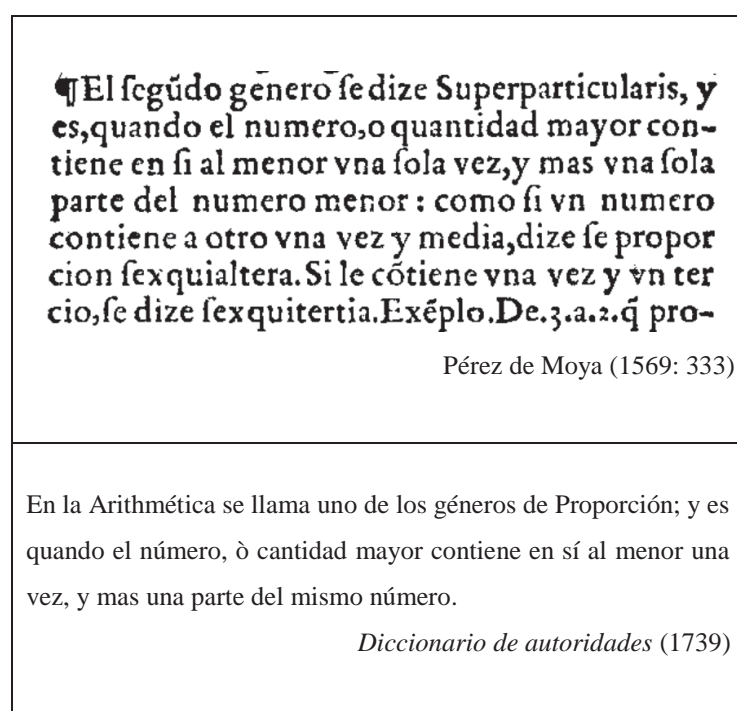 ¶El ſegũdo genero ſe dize Superparticularis, y
es,quando el numero,o quantidad mayor con-
tiene en ſi al menor vna ſola vez,y mas vna ſola
parte del numero menor : como ſi vn numero
contiene a otro vna vez y media,dize ſe propor
cion ſexquialtera. Si le cõtiene vna vez y vn ter
cio,ſe dize ſexquitertia.Exẽplo.De.3.a.2.q̃ pro-
Pérez de Moya (1569: 333)
En la Arithmética se llama uno de los géneros de Proporción; y es
quando el número, ò cantidad mayor contiene en sí al menor una
vez, y mas una parte del mismo número.
Diccionario de autoridades (1739)